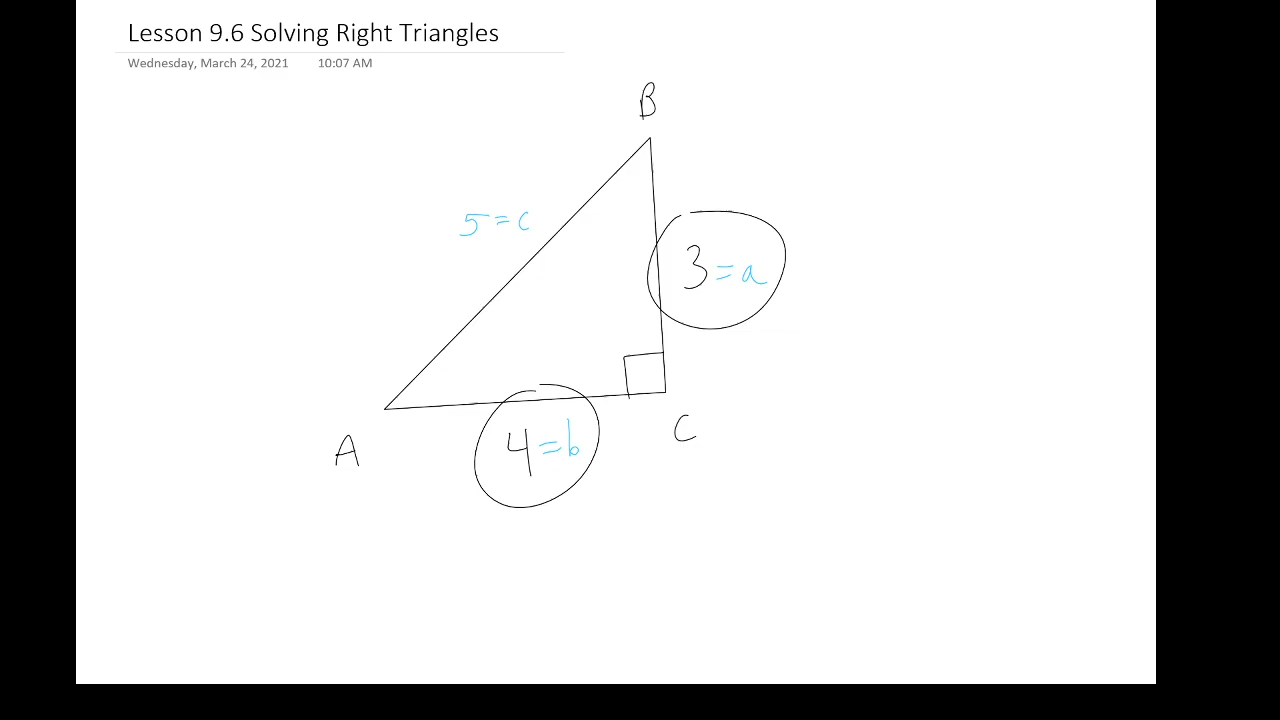 Lesson 9.6 Solving Right Triangles
Wednesday, March 24, 2021 10:07 AM
B
5 = c
3 = a
A
4 = b
C